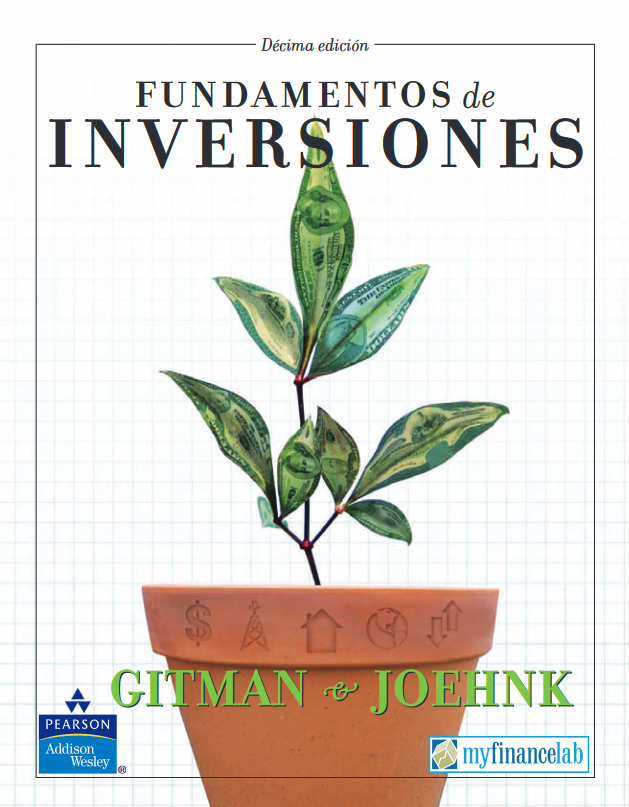 Décima edición
FUNDAMENTOS de
INVERSIONES
$
GITMAN & JOEHNK
PEARSON
Addison
Wesley
®
myfinancelab